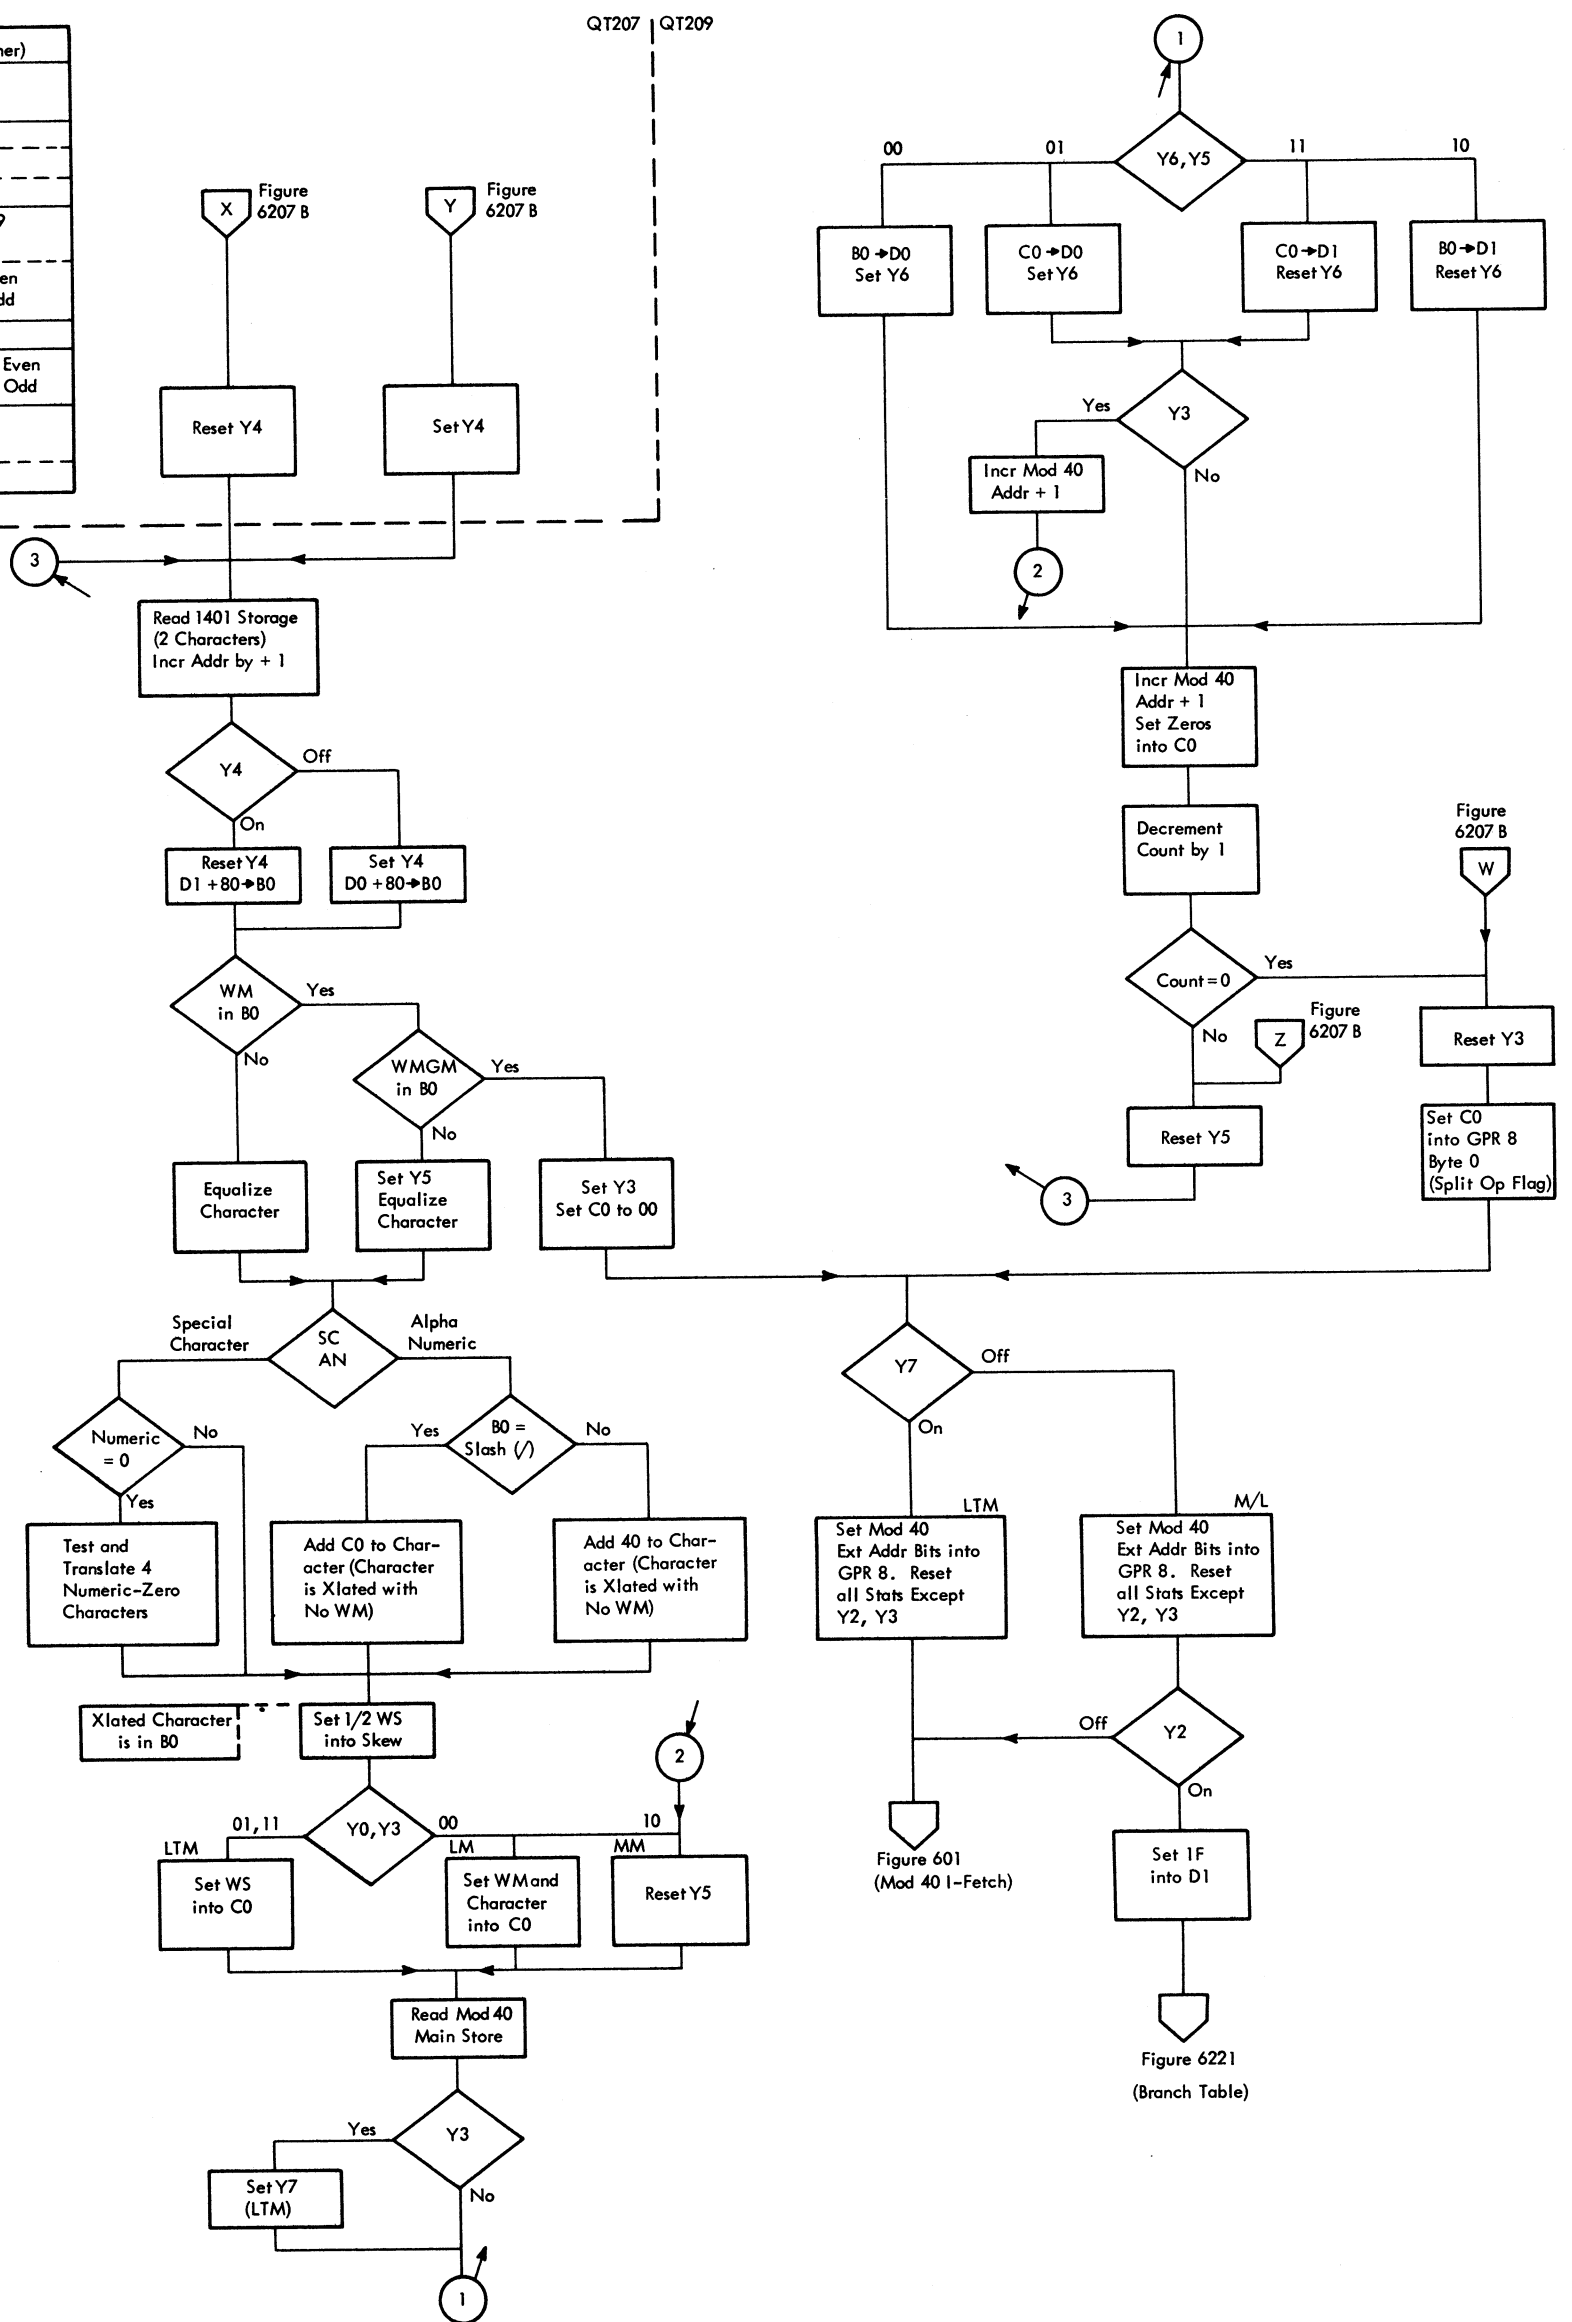 ner)
9
en
dd
Even
Odd
QT207
QT209
X
Figure
6207 B
Y
Figure
6207 B
Reset Y4
Set Y4
3
Read 1401 Storage
(2 Characters)
Incr Addr by + 1
Y4
Off
On
Reset Y4
D1 +80→B0
Set Y4
D0 +80→B0
WM
in B0
Yes
No
WMGM
in B0
Yes
No
Equalize
Character
Set Y5
Equalize
Character
Set Y3
Set C0 to 00
Special
Character
SC
AN
Alpha
Numeric
Numeric
= 0
No
Yes
Yes
B0 =
Slash (/)
No
Test and
Translate 4
Numeric-Zero
Characters
Add C0 to Char-
acter (Character
is Xlated with
No WM)
Add 40 to Char-
acter (Character
is Xlated with
No WM)
Xlated Character
is in B0
Set 1/2 WS
into Skew
2
01,11
Y0,Y3
00
10
LTM
LM
MM
Set WS
into C0
Set WM and
Character
into C0
Reset Y5
Read Mod 40
Main Store
Yes
Y3
No
Set Y7
(LTM)
1
1
00
01
Y6,Y5
11
10
B0→D0
Set Y6
C0→D0
Set Y6
C0→D1
Reset Y6
B0→D1
Reset Y6
Yes
Y3
No
Incr Mod 40
Addr + 1
2
Incr Mod 40
Addr + 1
Set Zeros
into C0
Decrement
Count by 1
Figure
6207 B
W
Count=0
Yes
No
Z
Figure
6207 B
Reset Y3
Reset Y5
Set C0
into GPR 8
Byte 0
(Split Op Flag)
3
Y7
Off
On
LTM
M/L
Set Mod 40
Ext Addr Bits into
GPR 8. Reset
all Stats Except
Y2, Y3
Set Mod 40
Ext Addr Bits into
GPR 8. Reset
all Stats Except
Y2, Y3
Off
Y2
On
Figure 601
(Mod 40 I-Fetch)
Set 1F
into D1
Figure 6221
(Branch Table)